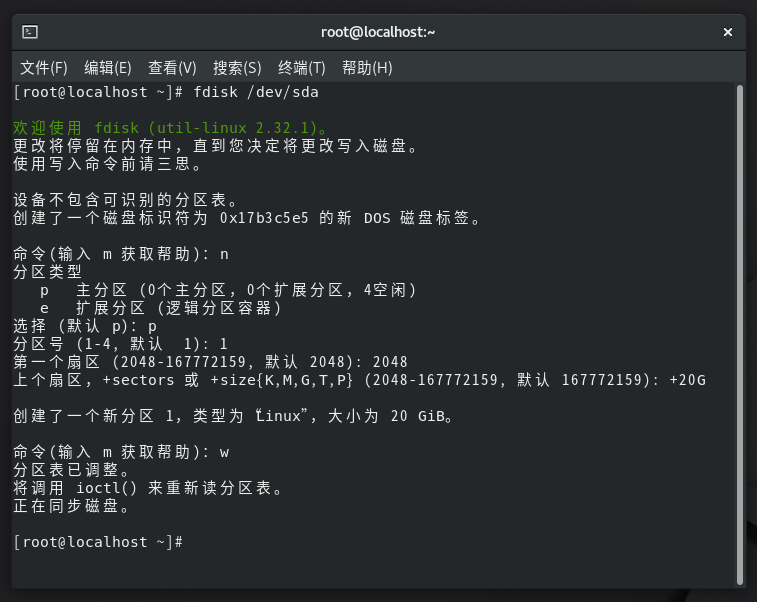 root@localhost:~
文件(F) 编辑(E) 查看(V) 搜索(S) 终端(T) 帮助(H)
[root@localhost ~]# fdisk /dev/sda
欢迎使用 fdisk (util-linux 2.32.1)。
更改将停留在内存中，直到您决定将更改写入磁盘。
使用写入命令前请三思。
设备不包含可识别的分区表。
创建了一个磁盘标识符为 0x17b3c5e5 的新 DOS 磁盘标签。
命令(输入 m 获取帮助)：n
分区类型
p 主分区 (0个主分区，0个扩展分区，4空闲)
e 扩展分区 (逻辑分区容器)
选择 (默认 p)：p
分区号 (1-4, 默认  1): 1
第一个扇区 (2048-167772159, 默认 2048): 2048
上个扇区，+sectors 或 +size{K,M,G,T,P} (2048-167772159, 默认 167772159): +20G
创建了一个新分区 1，类型为“Linux”，大小为 20 GiB。
命令(输入 m 获取帮助)：w
分区表已调整。
将调用 ioctl() 来重新读分区表。
正在同步磁盘。
[root@localhost ~]#